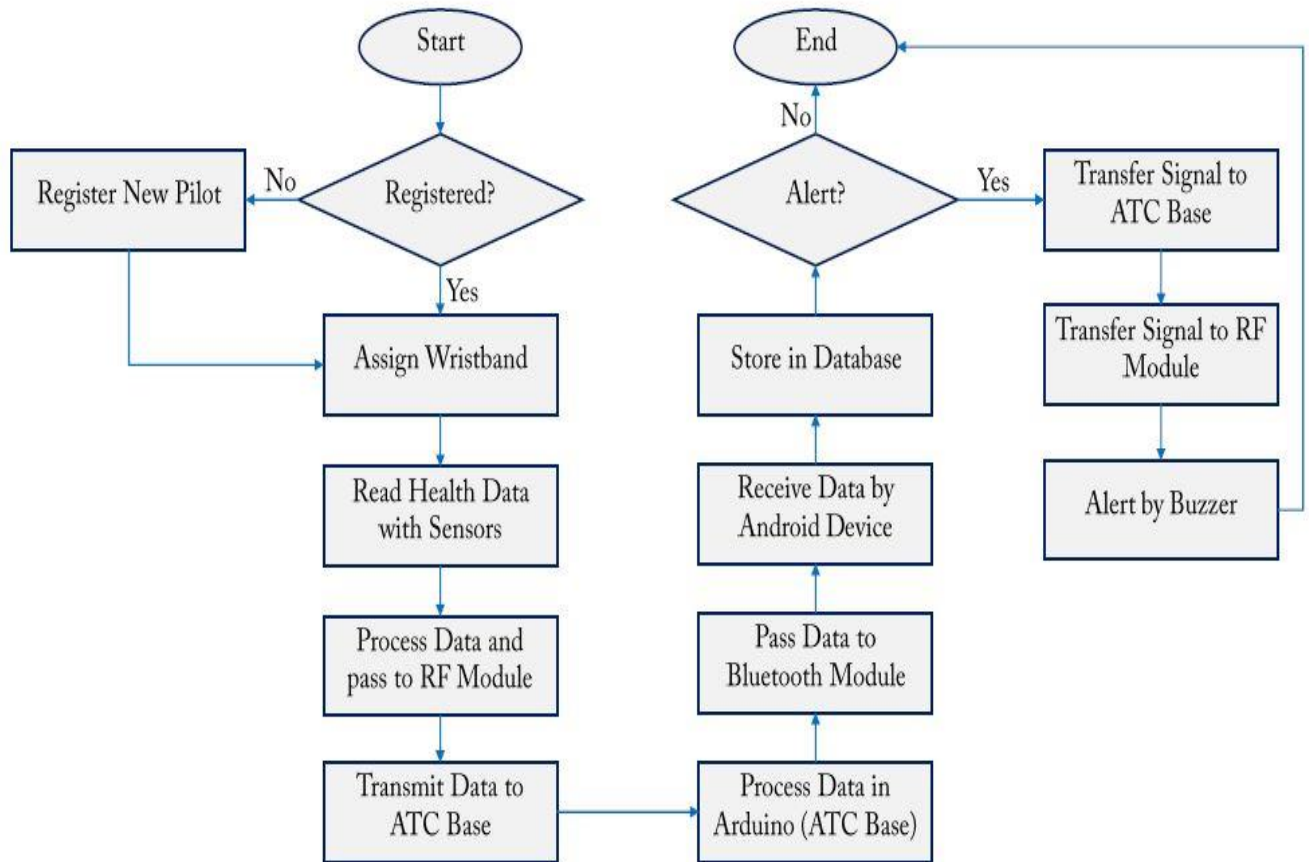 Start
Registered?
No
Register New Pilot
Yes
Assign Wristband
Read Health Data
with Sensors
Process Data and
pass to RF Module
Transmit Data to
ATC Base
Process Data in
Arduino (ATC Base)
Pass Data to
Bluetooth Module
Receive Data by
Android Device
Store in Database
Alert?
No
End
Yes
Transfer Signal to
ATC Base
Transfer Signal to RF
Module
Alert by Buzzer